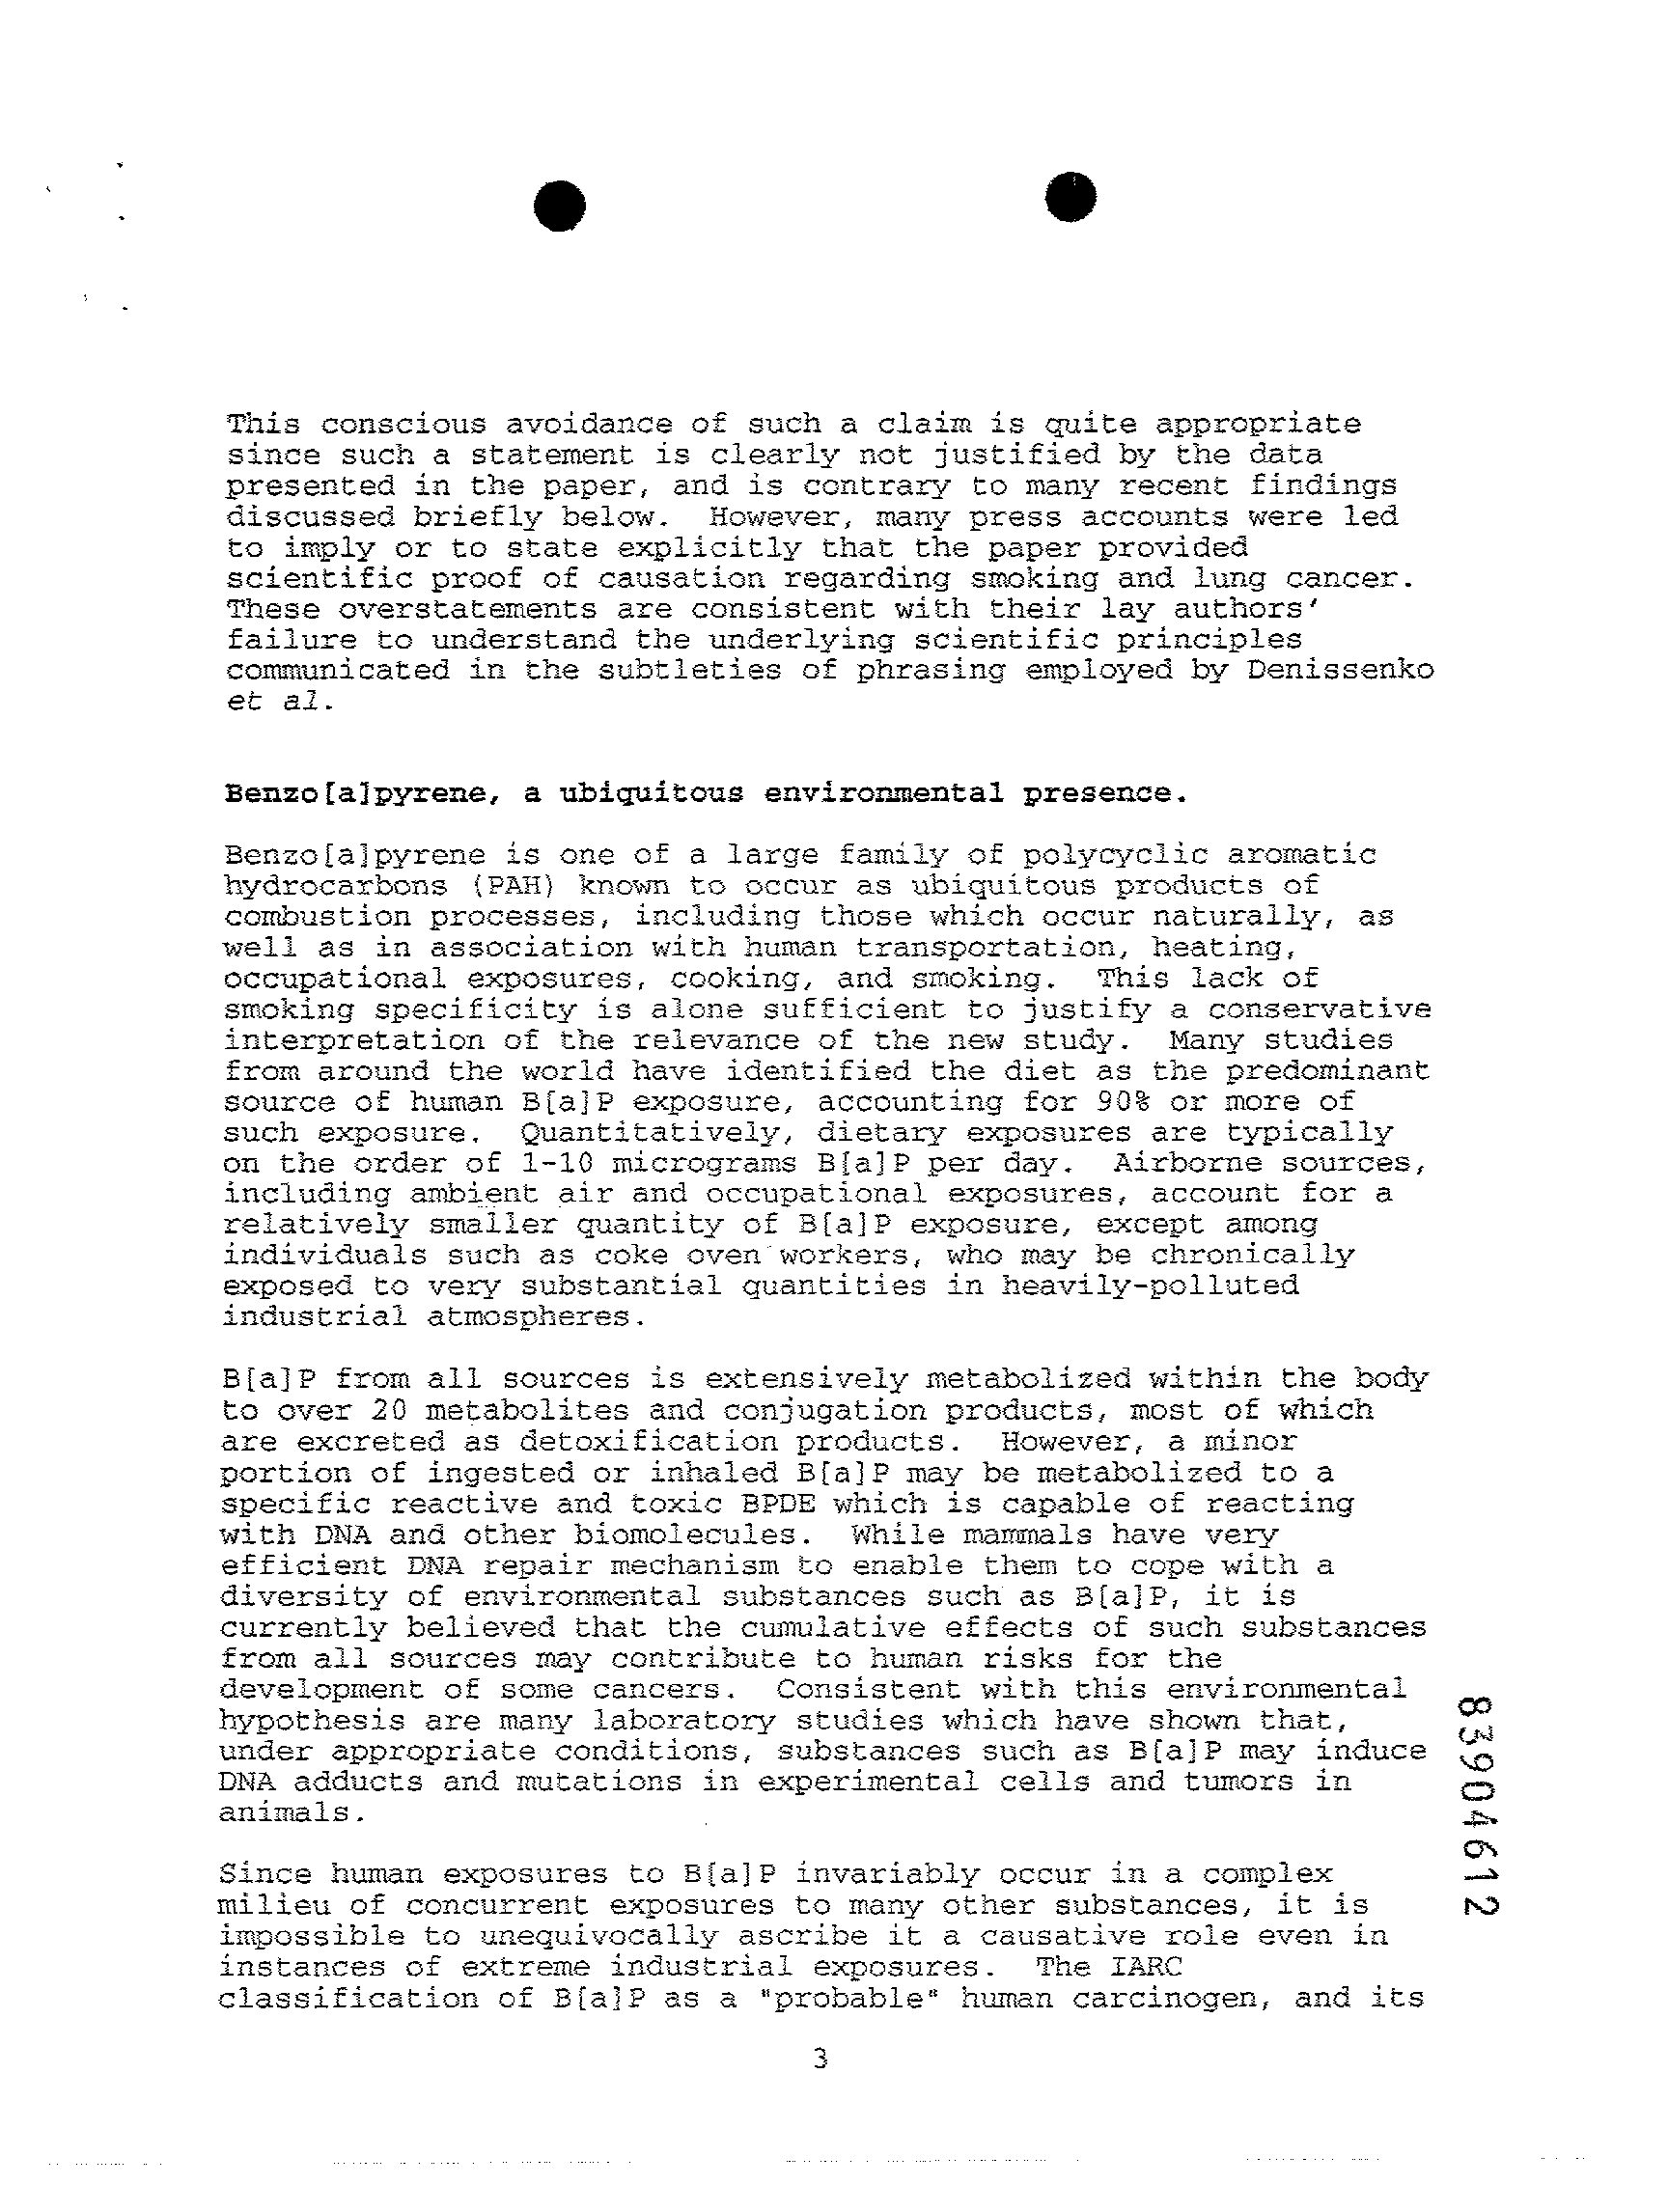 This conscious avoidance of such a claim is quite appropriate
since such a statement is clearly not justified by the data
presented in the paper, and is contrary to many recent findings
discussed briefly below.  However, many press accounts were led
to imply or to state explicitly that the paper provided
scientific proof of causation regarding smoking and lung cancer.
These overstatements are consistent with their lay authors'
failure to understand the underlying scientific principles
communicated in the subtleties of phrasing employed by Denissenko
et al.
Benzo[a]pyrene, a ubiquitous environmental presence.
Benzo[a]pyrene is one of a large family of polycyclic aromatic
hydrocarbons (PAH) known to occur as ubiquitous products of
combustion processes, including those which occur naturally, as
well as in association with human transportation, heating,
occupational exposures, cooking, and smoking.  This lack of
smoking specificity is alone sufficient to justify a conservative
interpretation of the relevance of the new study.  Many studies
from around the world have identified the diet as the predominant
source of human B[a]P exposure, accounting for 90% or more of
such exposure.  Quantitatively, dietary exposures are typically
on the order of 1-10 micrograms B[a]P per day.  Airborne sources,
including ambient air and occupational exposures, account for a
relatively smaller quantity of B[a]P exposure, except among
individuals such as coke oven workers, who may be chronically
exposed to very substantial quantities in heavily-polluted
industrial atmospheres.
B[a]P from all sources is extensively metabolized within the body
to over 20 metabolites and conjugation products, most of which
are excreted as detoxification products.  However, a minor
portion of ingested or inhaled B[a]P may be metabolized to a
specific reactive and toxic BPDE which is capable of reacting
with DNA and other biomolecules.  While mammals have very
efficient DNA repair mechanism to enable them to cope with a
diversity of environmental substances such as B[a]P, it is
currently believed that the cumulative effects of such substances
from all sources may contribute to human risks for the
development of some cancers.  Consistent with this environmental
hypothesis are many laboratory studies which have shown that,
under appropriate conditions, substances such as B[a]P may induce
DNA adducts and mutations in experimental cells and tumors in
animals.
Since human exposures to B[a]P invariably occur in a complex
milieu of concurrent exposures to many other substances, it is
impossible to unequivocally ascribe it a causative role even in
instances of extreme industrial exposures.  The IARC
classification of B[a]P as a "probable" human carcinogen, and its
3
83904612